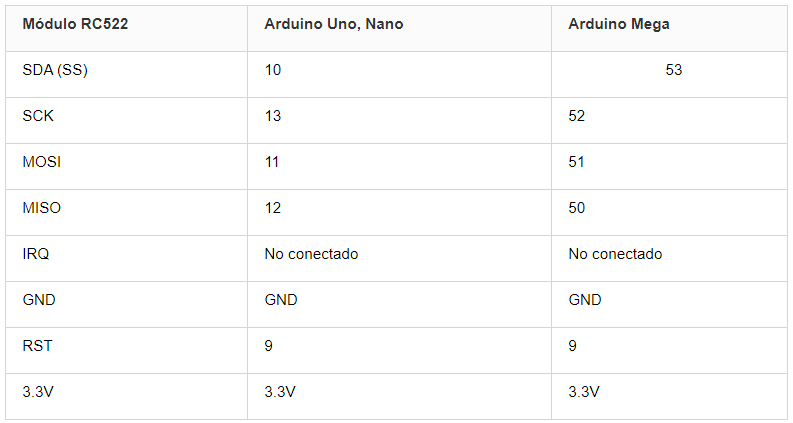 Módulo RC522 Arduino Uno, Nano Arduino Mega
SDA (SS) 10 53
SCK 13 52
MOSI 11 51
MISO 12 50
IRQ No conectado No conectado
GND GND GND
RST 9 9
3.3V 3.3V 3.3V